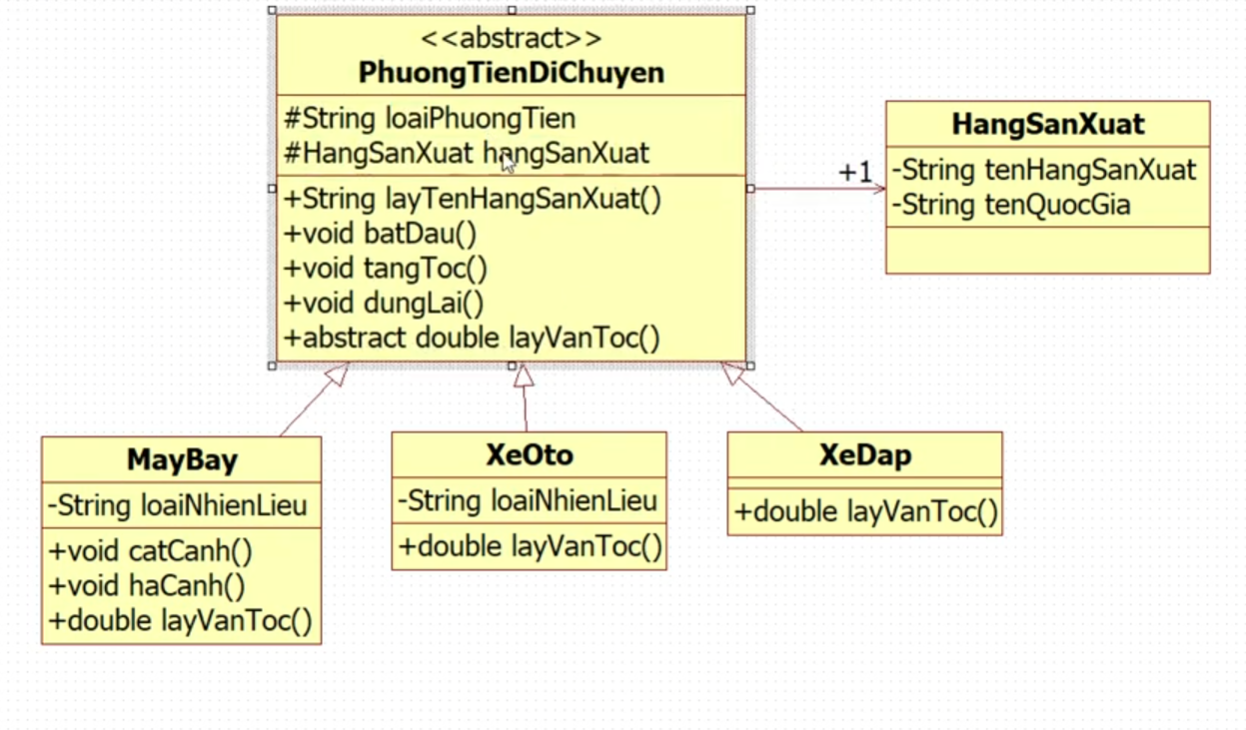 <<abstract>>
PhuongTienDiChuyen
#String loaiPhuongTien
#HangSanXuat hangSanXuat
+String layTenHangSanXuat()
+void batDau()
+void tangToc()
+void dungLai()
+abstract double layVanToc()
+1
HangSanXuat
-String tenHangSanXuat
-String tenQuocGia
MayBay
-String loaiNhienLieu
+void catCanh()
+void haCanh()
+double layVanToc()
XeOto
-String loaiNhienLieu
+double layVanToc()
XeDap
+double layVanToc()